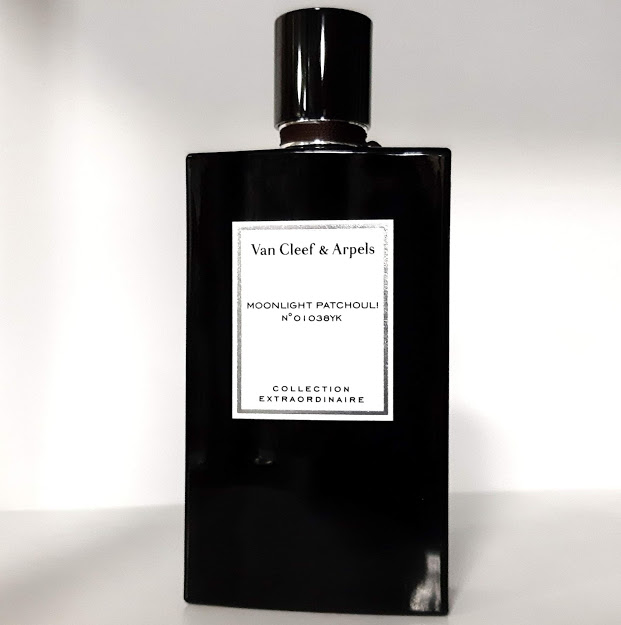 Van Cleef & Arpels
MOONLIGHT PATCHOULI
N°01038YK
COLLECTION
EXTRAORDINAIRE